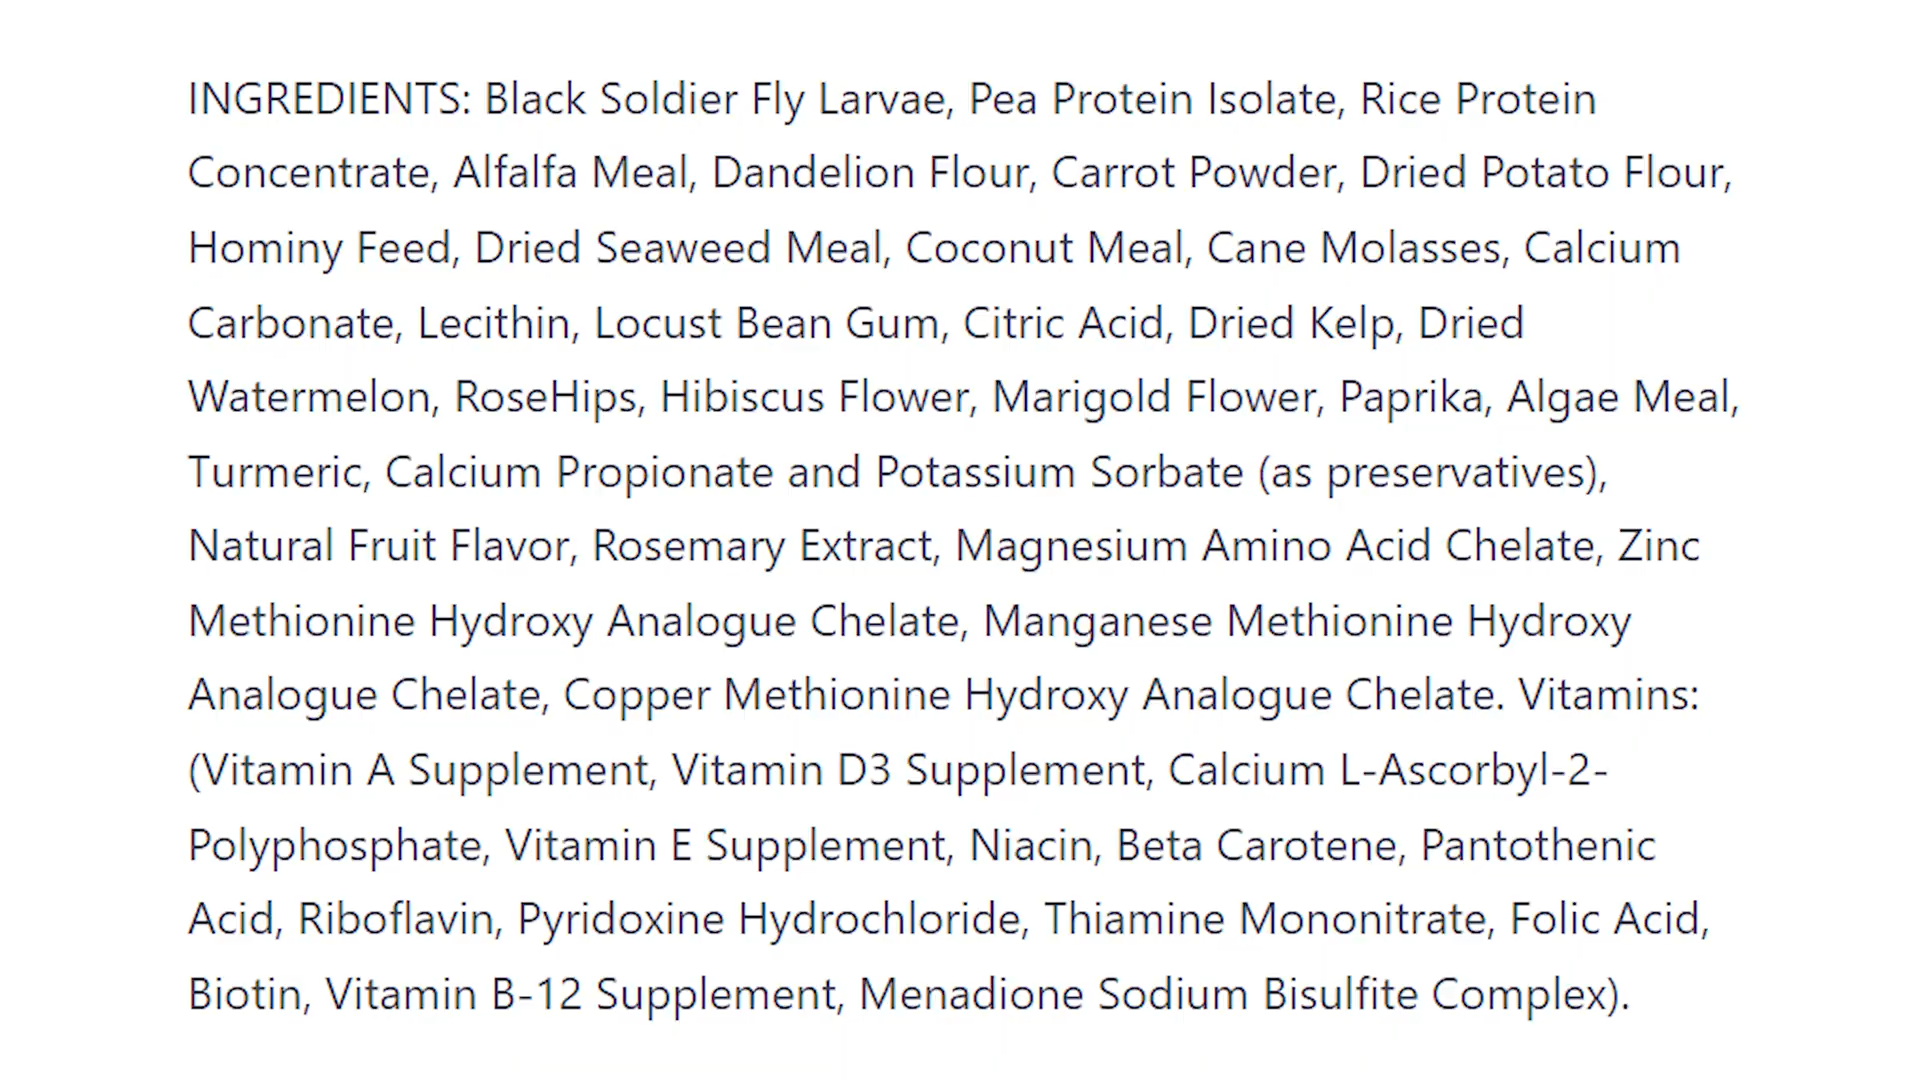 INGREDIENTS: Black Soldier Fly Larvae, Pea Protein Isolate, Rice Protein
Concentrate, Alfalfa Meal, Dandelion Flour, Carrot Powder, Dried Potato Flour,
Hominy Feed, Dried Seaweed Meal, Coconut Meal, Cane Molasses, Calcium
Carbonate, Lecithin, Locust Bean Gum, Citric Acid, Dried Kelp, Dried
Watermelon, RoseHips, Hibiscus Flower, Marigold Flower, Paprika, Algae Meal,
Turmeric, Calcium Propionate and Potassium Sorbate (as preservatives),
Natural Fruit Flavor, Rosemary Extract, Magnesium Amino Acid Chelate, Zinc
Methionine Hydroxy Analogue Chelate, Manganese Methionine Hydroxy
Analogue Chelate, Copper Methionine Hydroxy Analogue Chelate. Vitamins:
(Vitamin A Supplement, Vitamin D3 Supplement, Calcium L-Ascorbyl-2-
Polyphosphate, Vitamin E Supplement, Niacin, Beta Carotene, Pantothenic
Acid, Riboflavin, Pyridoxine Hydrochloride, Thiamine Mononitrate, Folic Acid,
Biotin, Vitamin B-12 Supplement, Menadione Sodium Bisulfite Complex).